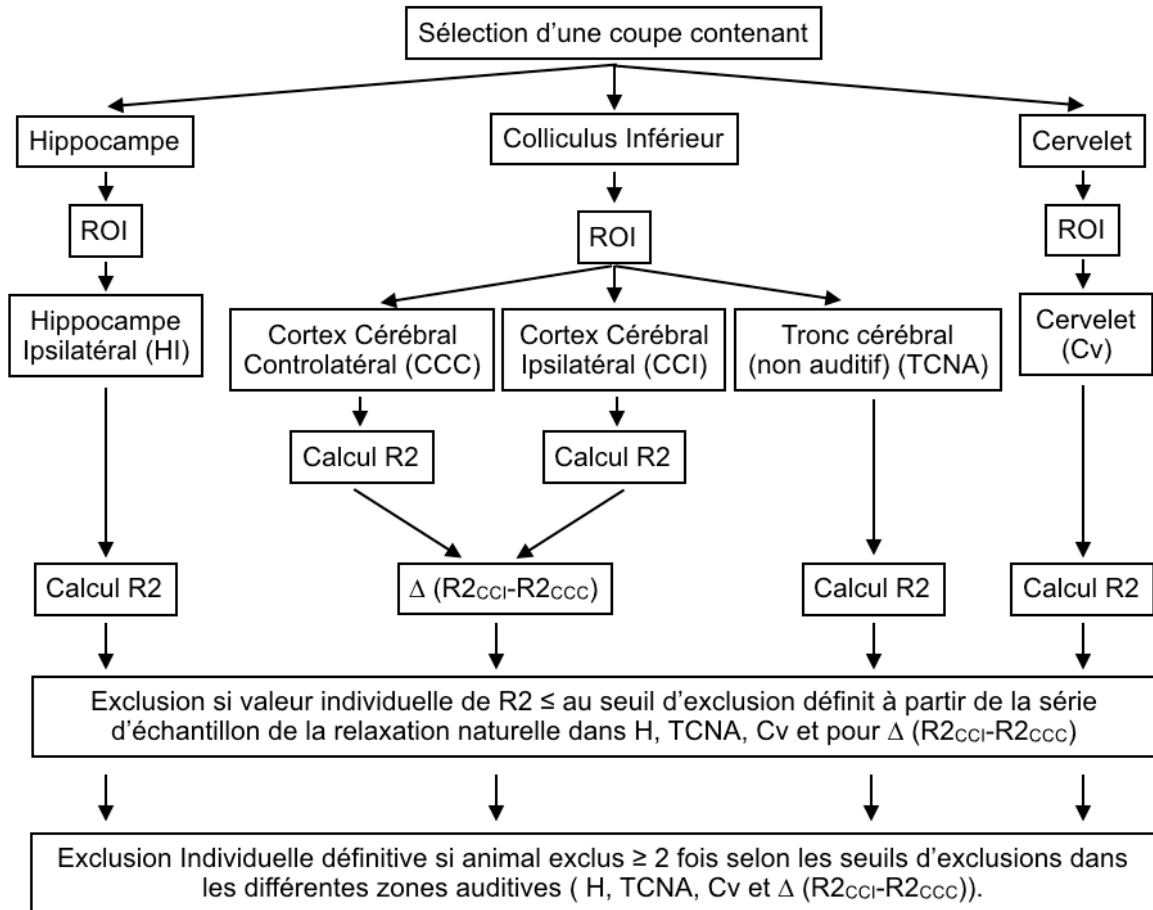 Sélection d'une coupe contenant
Hippocampe
Colliculus Inférieur
Cervelet
ROI
ROI
ROI
Hippocampe
Ipsilatéral (HI)
Cortex Cérébral
Controlatéral (CCC)
Cortex Cérébral
Ipsilatéral (CCI)
Tronc cérébral
(non auditif) (TCNA)
Cervelet
(Cv)
Calcul R2
Calcul R2
Calcul R2
Δ (R2CCI-R2CCC)
Calcul R2
Calcul R2
Exclusion si valeur individuelle de R2 ≤ au seuil d'exclusion définit à partir de la série
d'échantillon de la relaxation naturelle dans H, TCNA, Cv et pour Δ (R2CCI-R2CCC)
Exclusion Individuelle définitive si animal exclus ≥ 2 fois selon les seuils d'exclusions dans
les différentes zones auditives ( H, TCNA, Cv et Δ (R2CCI-R2CCC)).